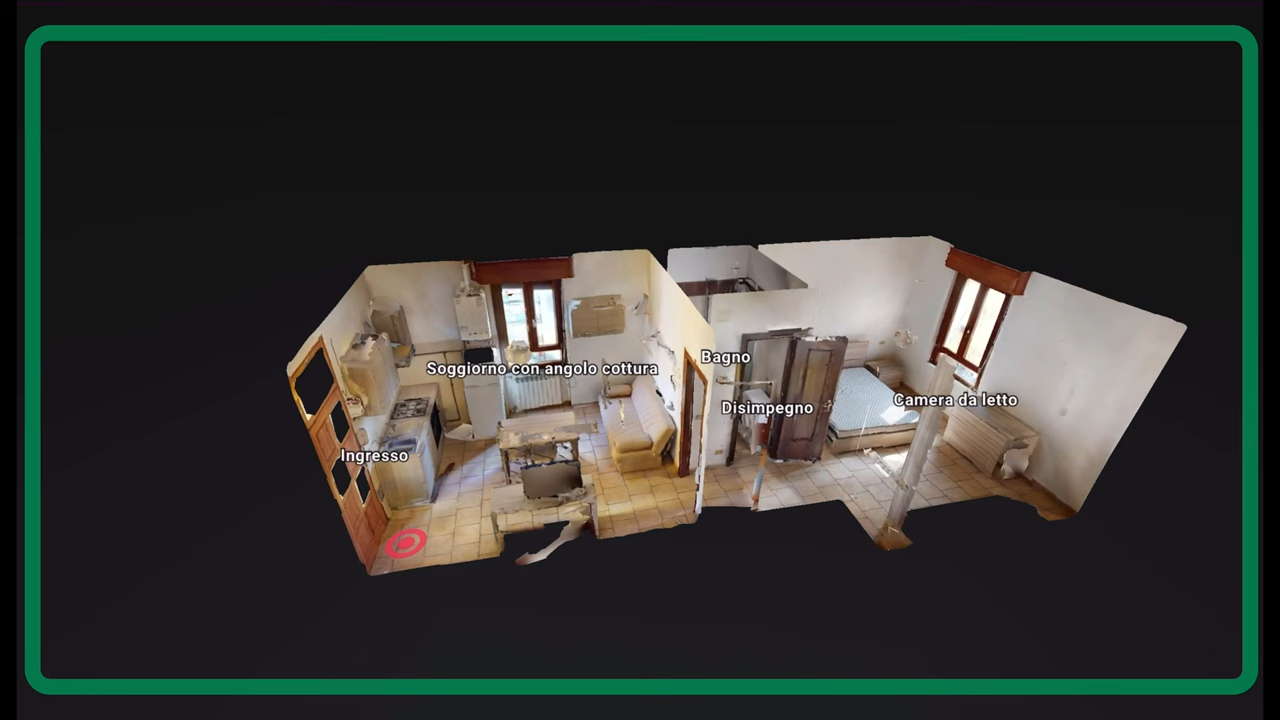 Bagno
Soggiorno con angolo cottura
Camera da letto
Disimpegno
Ingresso